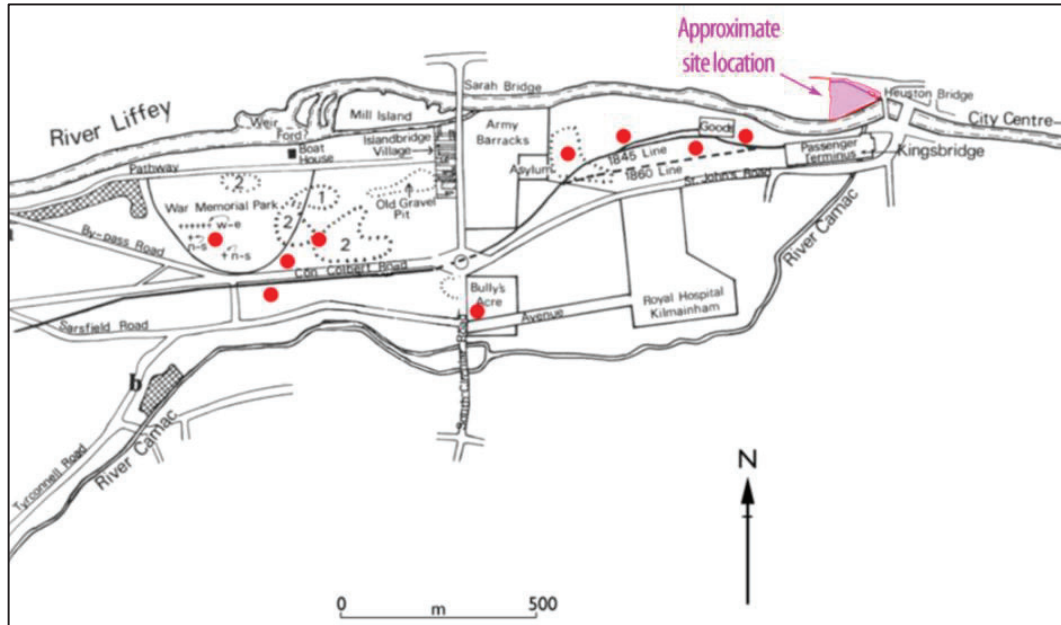 Approximate
site location
Sarah Bridge
Heuston Bridge
City Centre
River Liffey
Weir
Ford?
Mill Island
Islandbridge
Village
Boat
House
Pathway
Army
Barracks
Goods
Passenger
Terminus
Kingsbridge
Asylum
1845 Line
1860 Line
St. John's Road
2
1
Old Gravel
Pit
War Memorial Park
w-e
2
2
n-s
n-s
By-pass Road
Con Colbert Road
River Camac
Bully's
Acre
Royal Hospital
Kilmainham
Avenue
Sarsfield Road
b
River Camac
Tyrconnell Road
N
0
m
500